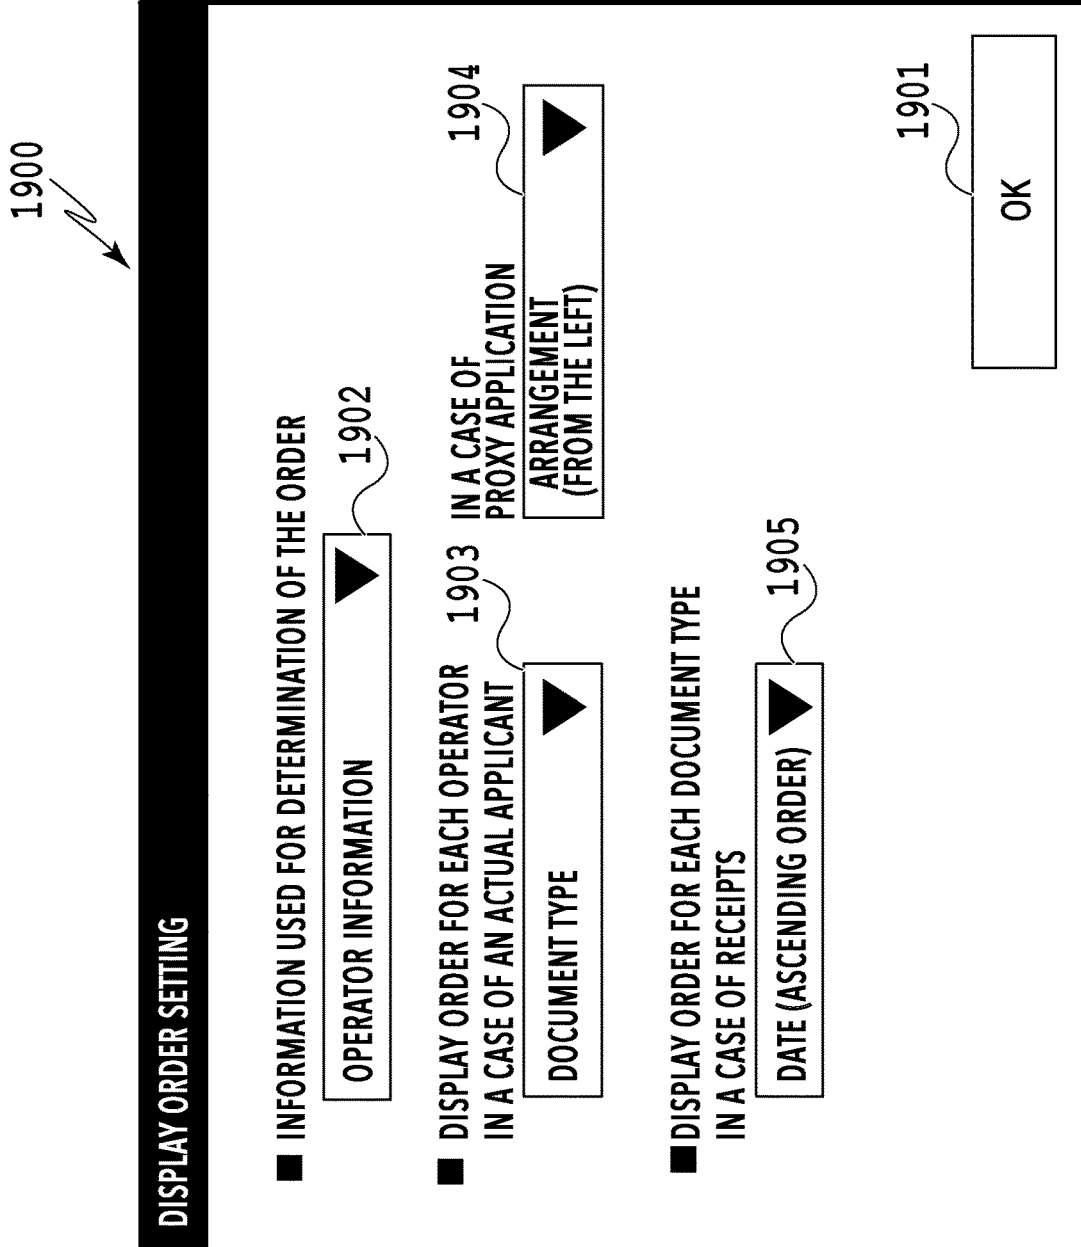 1900
DISPLAY ORDER SETTING
INFORMATION USED FOR DETERMINATION OF THE ORDER
1902
OPERATOR INFORMATION
DISPLAY ORDER FOR EACH OPERATOR
IN A CASE OF AN ACTUAL APPLICANT
1903
DOCUMENT TYPE
IN A CASE OF
PROXY APPLICATION
1904
ARRANGEMENT
(FROM THE LEFT)
DISPLAY ORDER FOR EACH DOCUMENT TYPE
IN A CASE OF RECEIPTS
1905
DATE (ASCENDING ORDER)
1901
OK